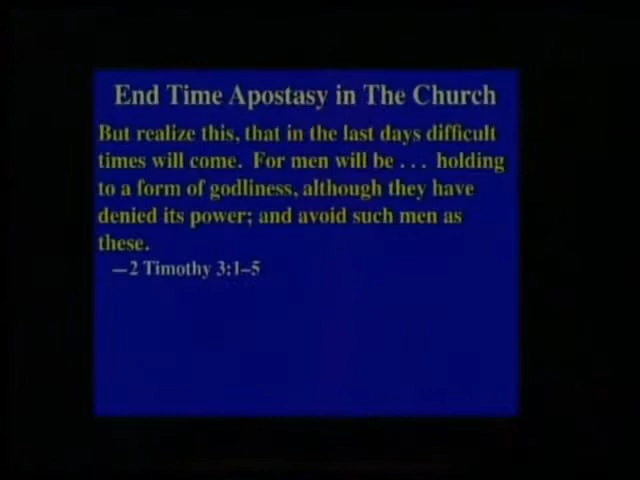 End Time Apostasy in The Church
But realize this, that in the last days difficult
times will come. For men will be . . . holding
to a form of godliness, although they have
denied its power; and avoid such men as
these.
—2 Timothy 3:1–5